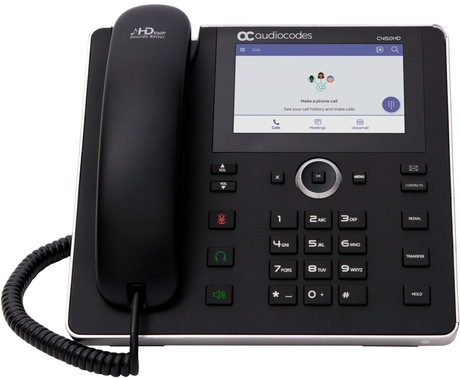 HD VoIP
Sounds Better
audiocodes
C450HD
Calls
Make a phone call
See your call history and make calls
Calls
Meetings
Voicemail
VOL
VOL
OK
MENU
CONTACTS
REDIAL
TRANSFER
HOLD
1
2 ABC
3 DEF
4 GHI
5 JKL
6 MNO
7 PQRS
8 TUV
9 WXYZ
*
0 +
#